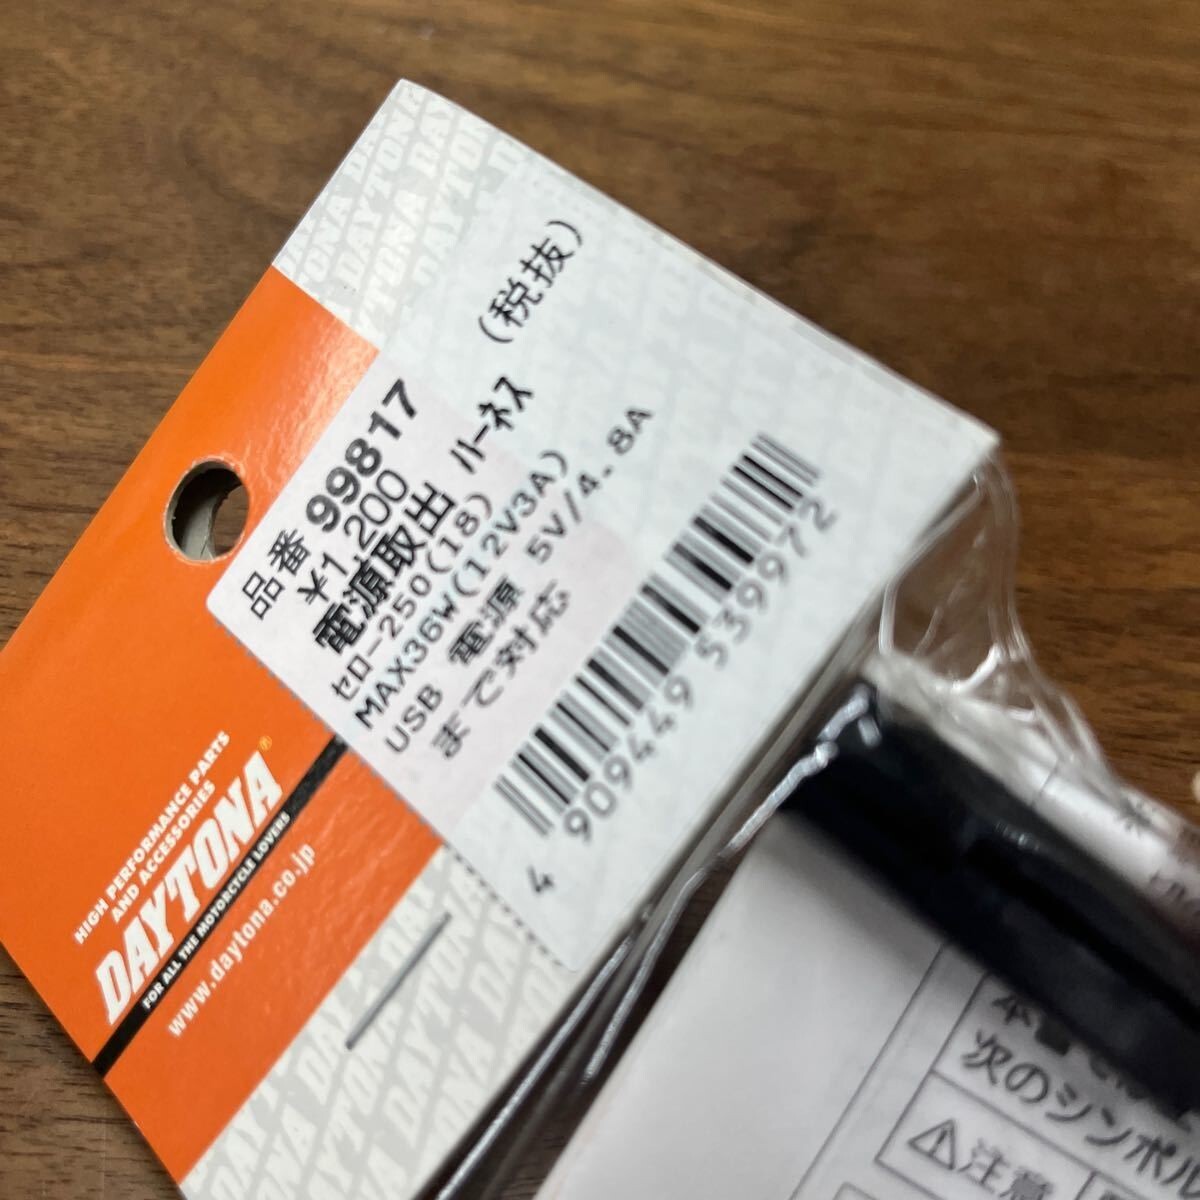 品番 99817
¥1,200 (税抜)
電源取出 ハーネス
セロー250(18)
MAX36W(12V3A)
USB 電源 5V/4.8A
まで対応
4 909449 539972
HIGH PERFORMANCE PARTS
AND ACCESSORIES
DAYTONA®
FOR ALL THE MOTORCYCLE LOVERS
www.daytona.co.jp
次のシンボル
⚠注意